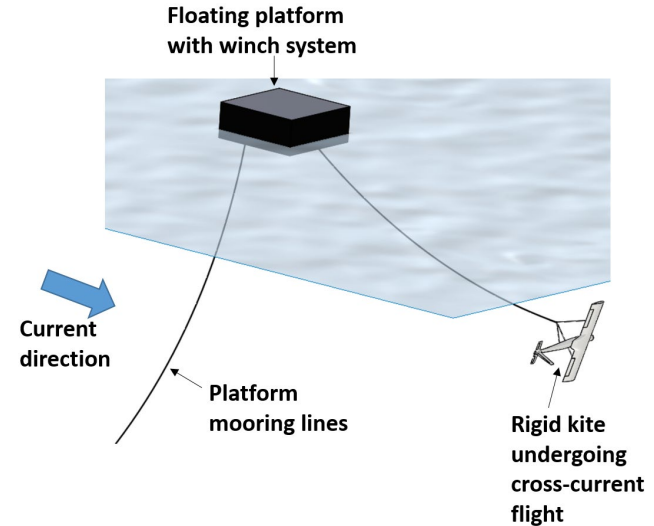 Floating platform
with winch system
Current
direction
Platform
mooring lines
Rigid kite
undergoing
cross-current
flight